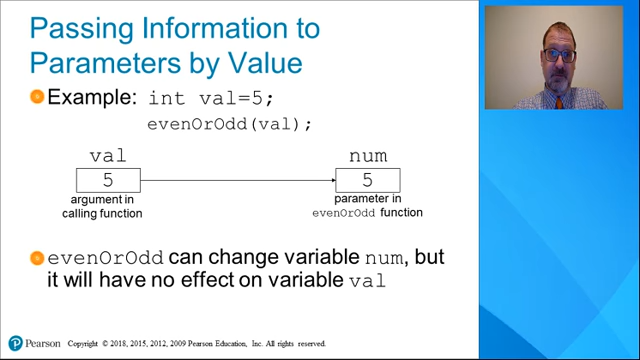 Passing Information to
Parameters by Value
Example: int val=5;
evenOrOdd(val);
val
num
5
5
argument in
calling function
parameter in
evenOrOdd function
evenOrOdd can change variable num, but
it will have no effect on variable val
Pearson
Copyright © 2018, 2015, 2012, 2009 Pearson Education, Inc. All rights reserved.